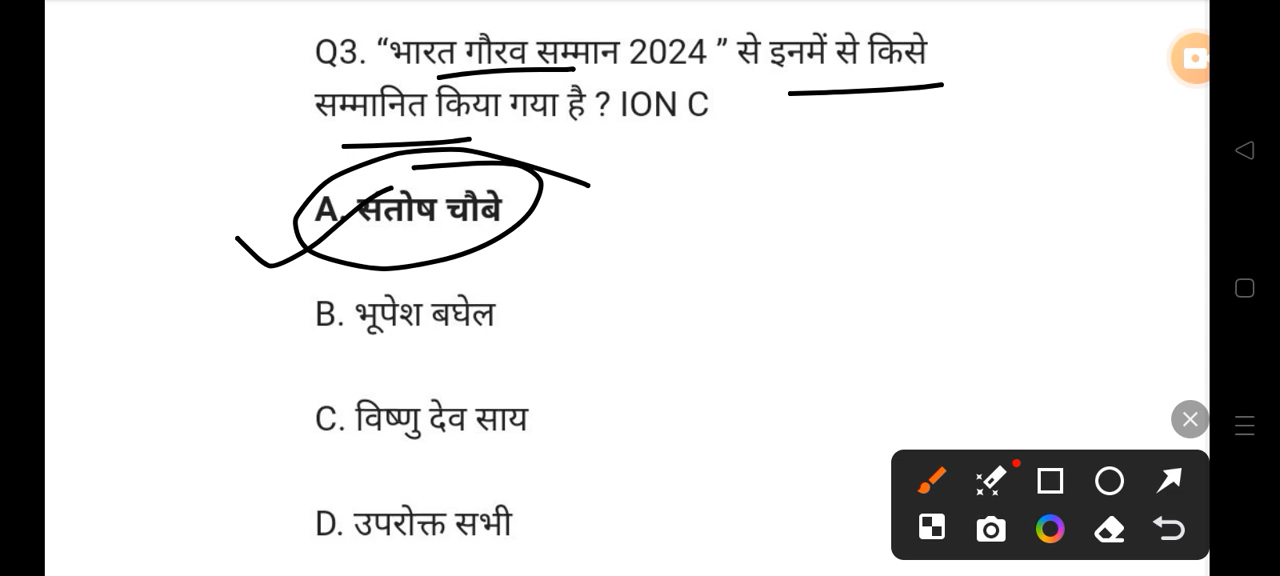 Q3. “भारत गौरव सम्मान 2024 ” से इनमें से किसे
सम्मानित किया गया है ? ION C
A. संतोष चौबे
B. भूपेश बघेल
C. विष्णु देव साय
D. उपरोक्त सभी